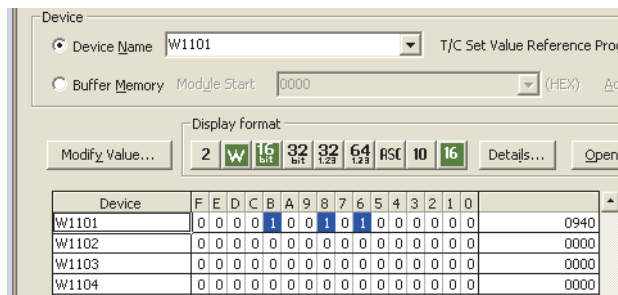 Device
Device Name W1101 T/C Set Value Reference Pro
Buffer Memory Module Start 0000 (HEX) Ac
Display format
Modify Value... 2 W 16 bit 32 bit 32 1.23 64 1.23 ASC 10 16 Details... Open
Device F E D C B A 9 8 7 6 5 4 3 2 1 0
W1101 0 0 0 0 1 0 0 1 0 1 0 0 0 0 0 0 0940
W1102 0 0 0 0 0 0 0 0 0 0 0 0 0 0 0 0 0000
W1103 0 0 0 0 0 0 0 0 0 0 0 0 0 0 0 0 0000
W1104 0 0 0 0 0 0 0 0 0 0 0 0 0 0 0 0 0000